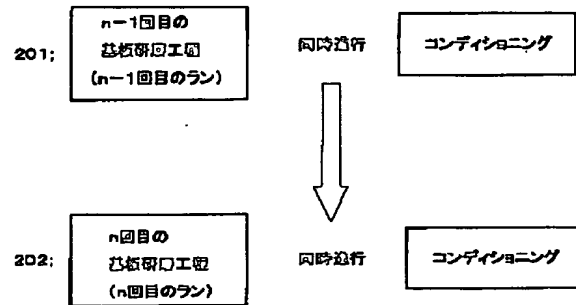 n-1回目の
201; 基板研磨工程 同時進行 コンディショニング
(n-1回目のラン)
n回目の
202; 基板研磨工程 同時進行 コンディショニング
(n回目のラン)